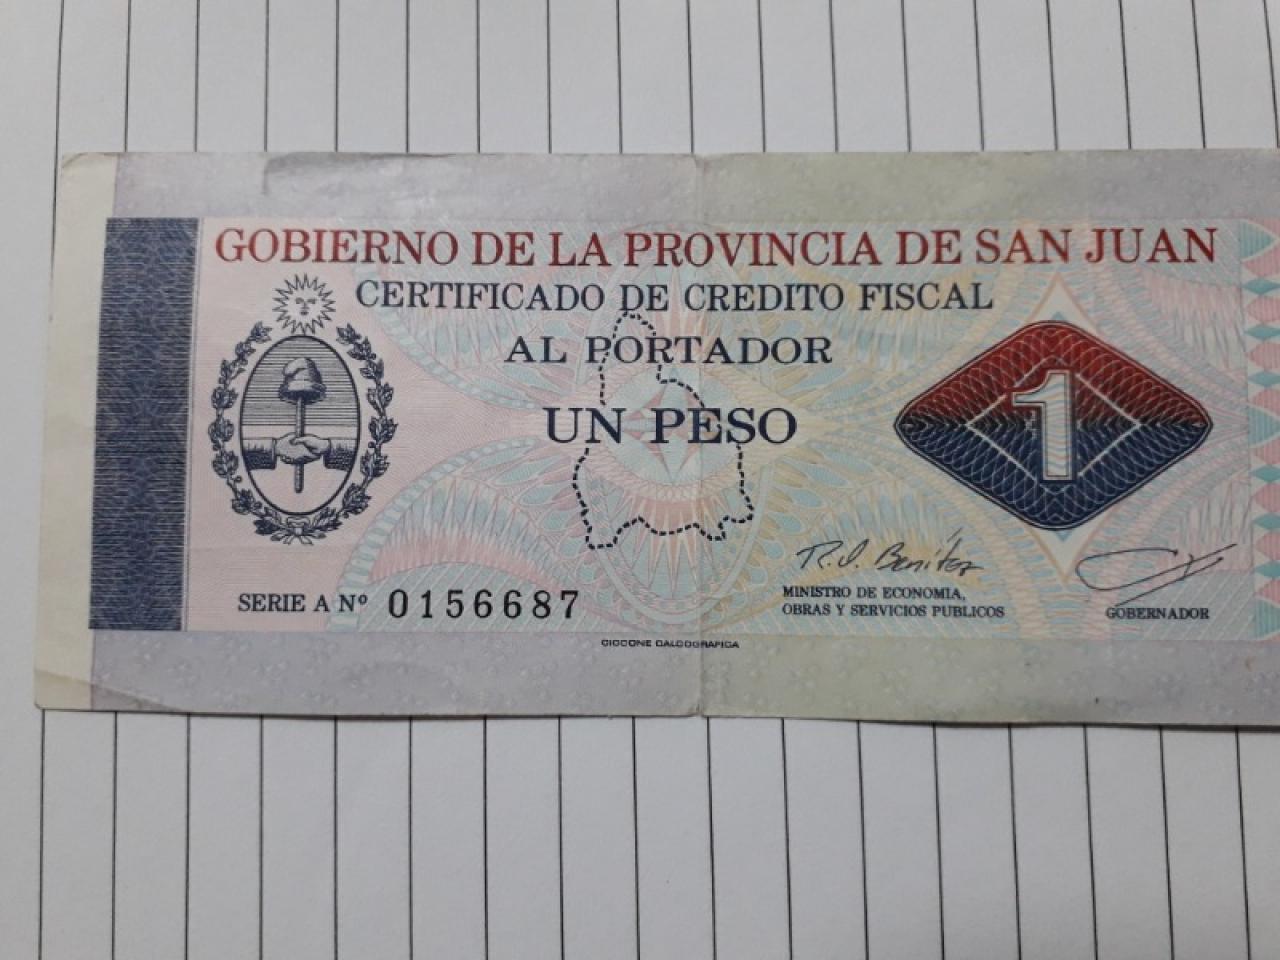 GOBIERNO DE LA PROVINCIA DE SAN JUAN
CERTIFICADO DE CREDITO FISCAL
AL PORTADOR
UN PESO
1
R. J. Benítez
MINISTRO DE ECONOMIA,
OBRAS Y SERVICIOS PUBLICOS
GOBERNADOR
SERIE A Nº 0156687
CICCONE CALCOGRAFICA